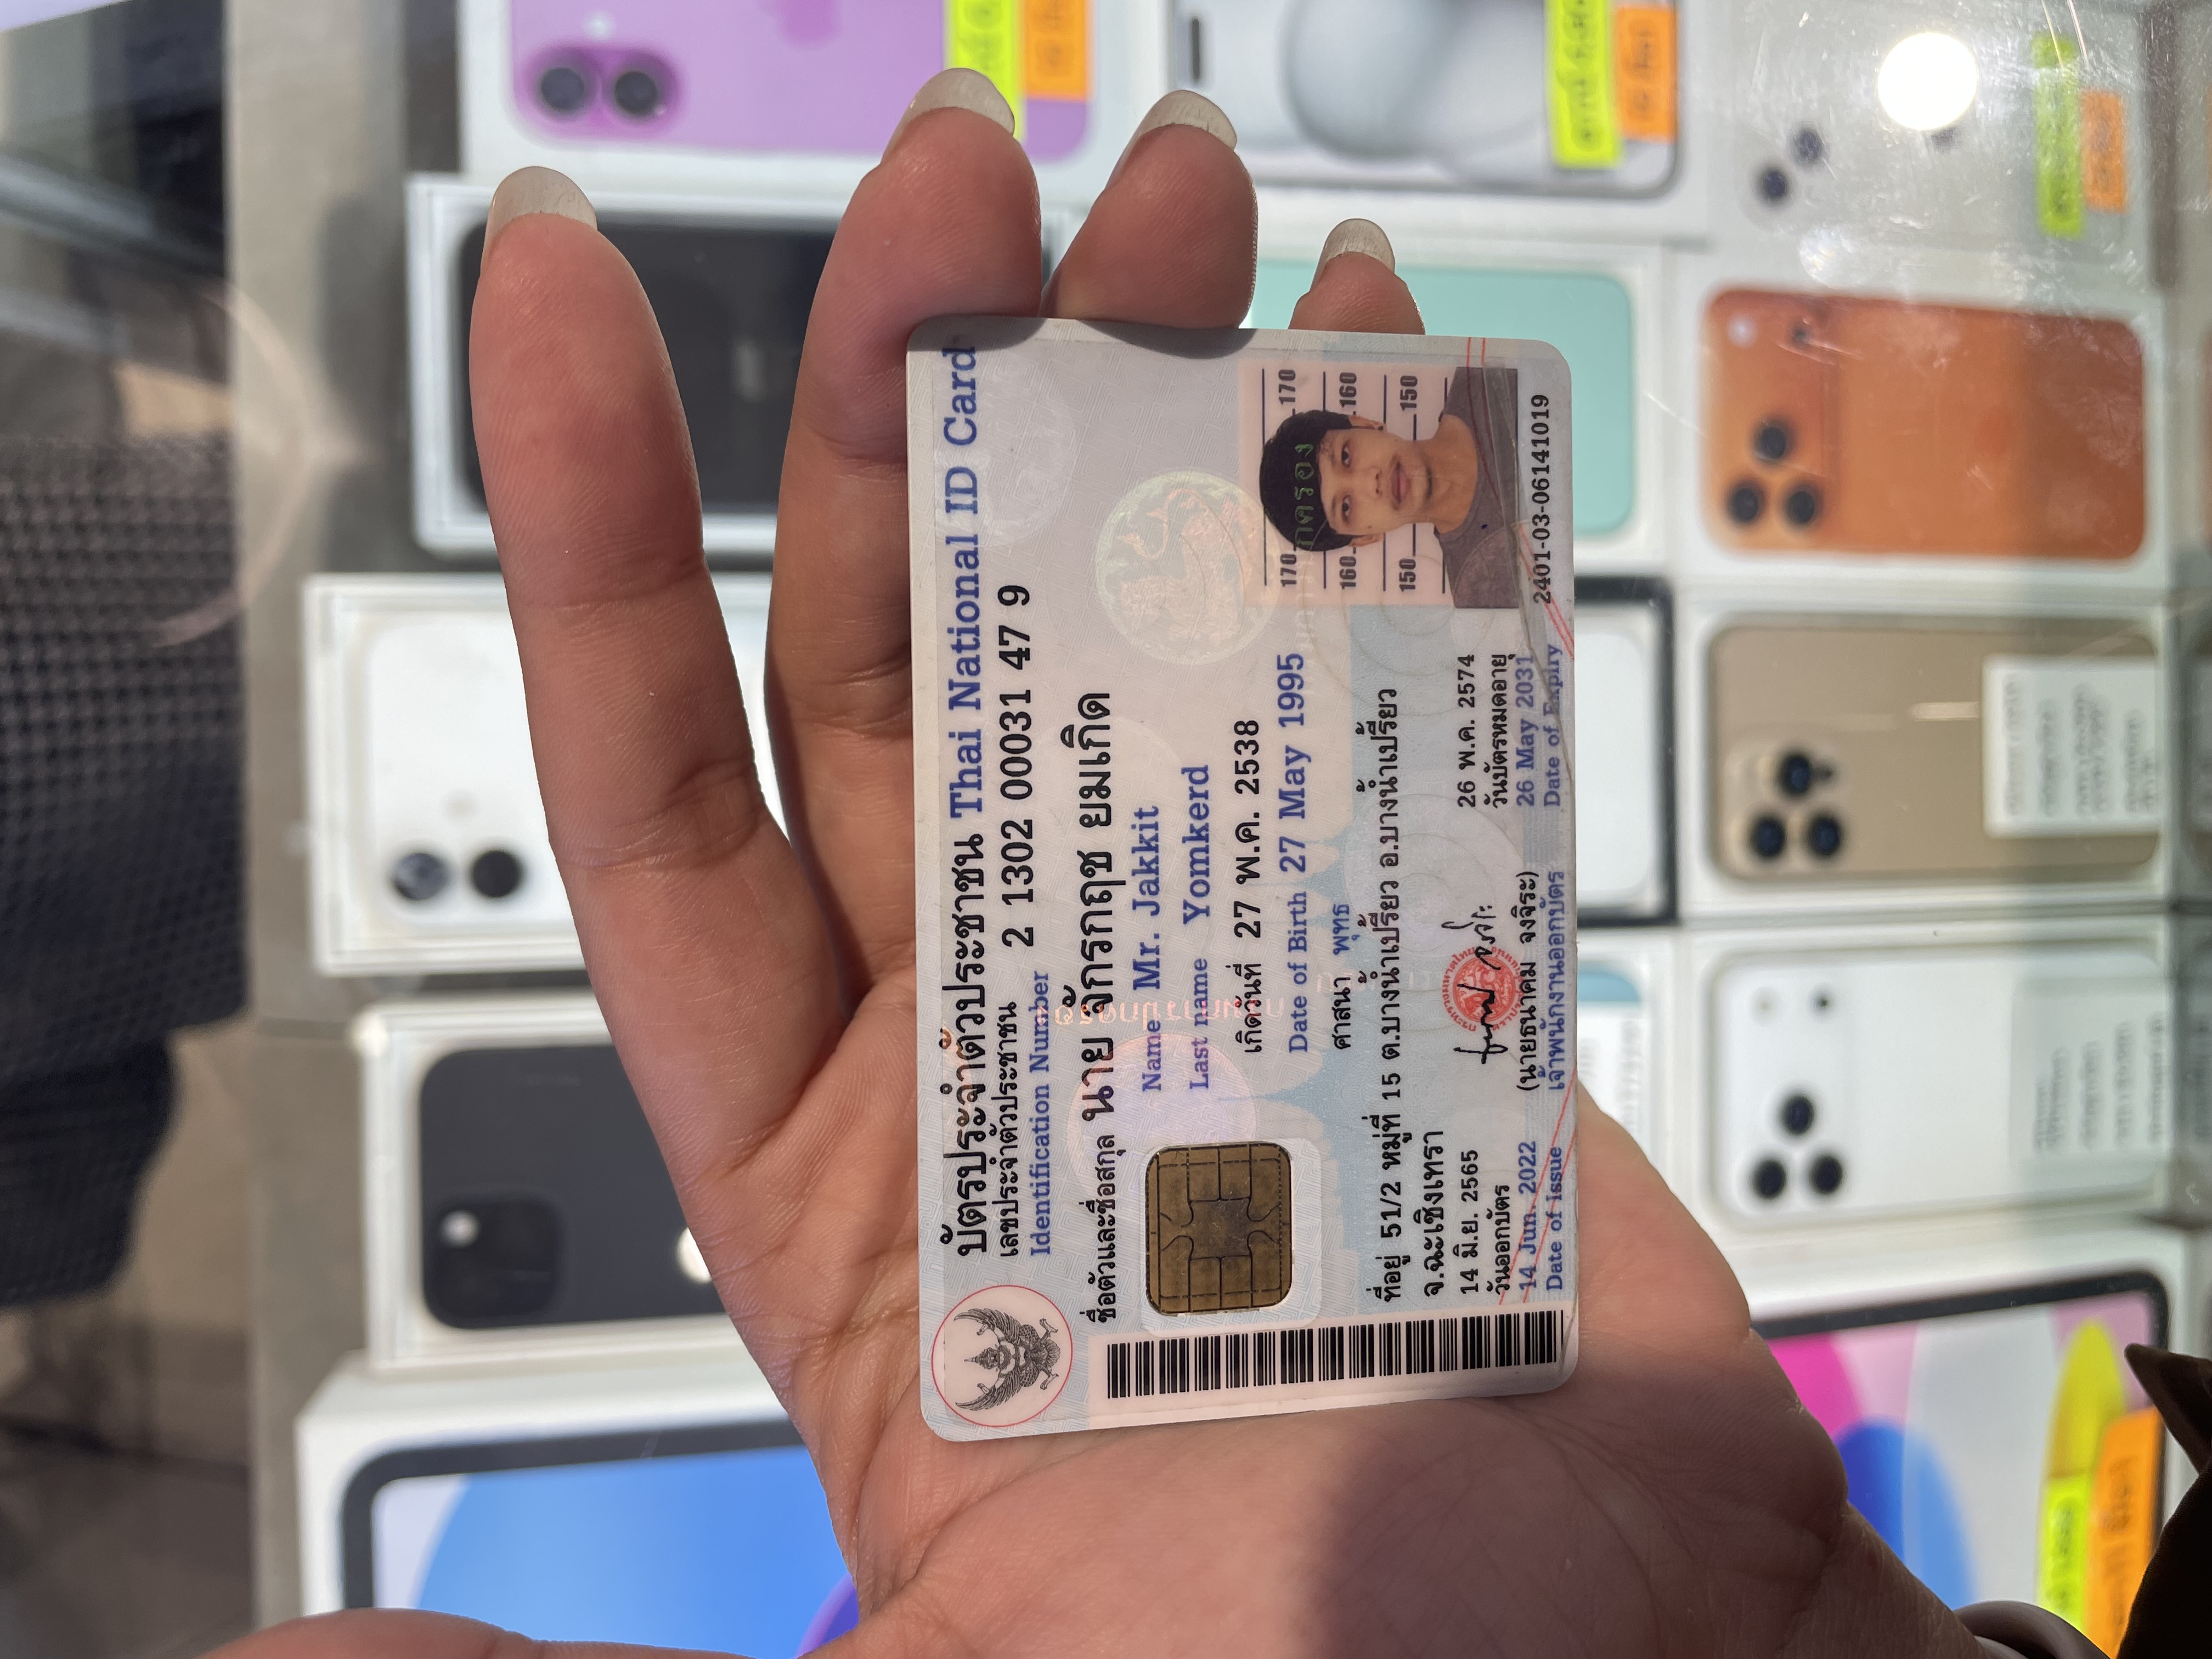 บัตรประจำตัวประชาชน Thai National ID Card
เลขประจำตัวประชาชน 2 1302 00031 47 9
Identification Number
ชื่อตัวและชื่อสกุล นาย จักรกฤช ยมเกิด
Name Mr. Jakkit
Last name Yomkerd
เกิดวันที่ 27 พ.ค. 2538
Date of Birth 27 May 1995
ศาสนา พุทธ
ที่อยู่ 51/2 หมู่ที่ 15 ต.บางน้ำเปรี้ยว อ.บางน้ำเปรี้ยว
จ.ฉะเชิงเทรา
14 มิ.ย. 2565
วันออกบัตร
14 Jun. 2022
Date of Issue
(นายธนาคม จงจิระ)
เจ้าพนักงานออกบัตร
26 พ.ค. 2574
วันบัตรหมดอายุ
26 May 2031
Date of Expiry
170 170
160 160
150 150
2401-03-06141019